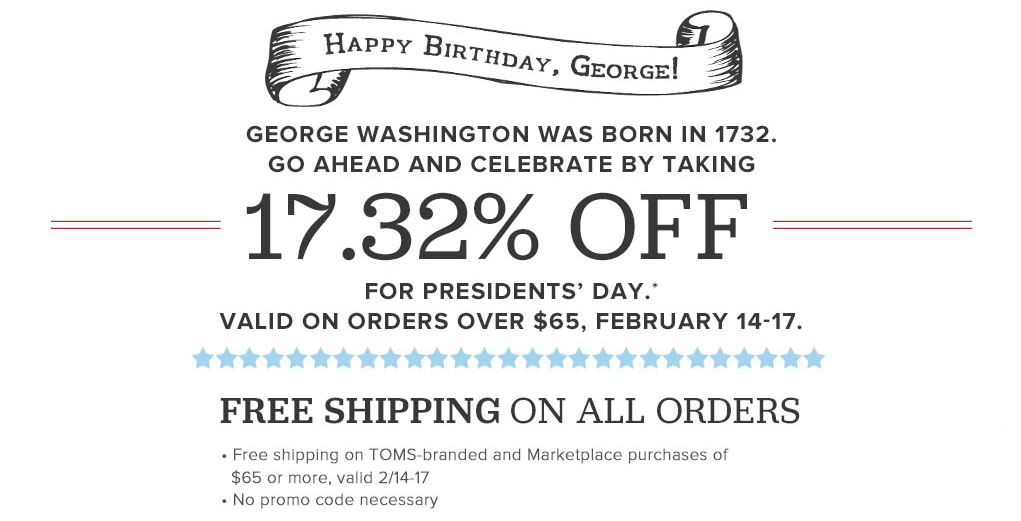 HAPPY BIRTHDAY, GEORGE!
GEORGE WASHINGTON WAS BORN IN 1732.
GO AHEAD AND CELEBRATE BY TAKING
17.32% OFF
FOR PRESIDENTS' DAY.*
VALID ON ORDERS OVER $65, FEBRUARY 14-17.
FREE SHIPPING ON ALL ORDERS
• Free shipping on TOMS-branded and Marketplace purchases of
$65 or more, valid 2/14-17
• No promo code necessary